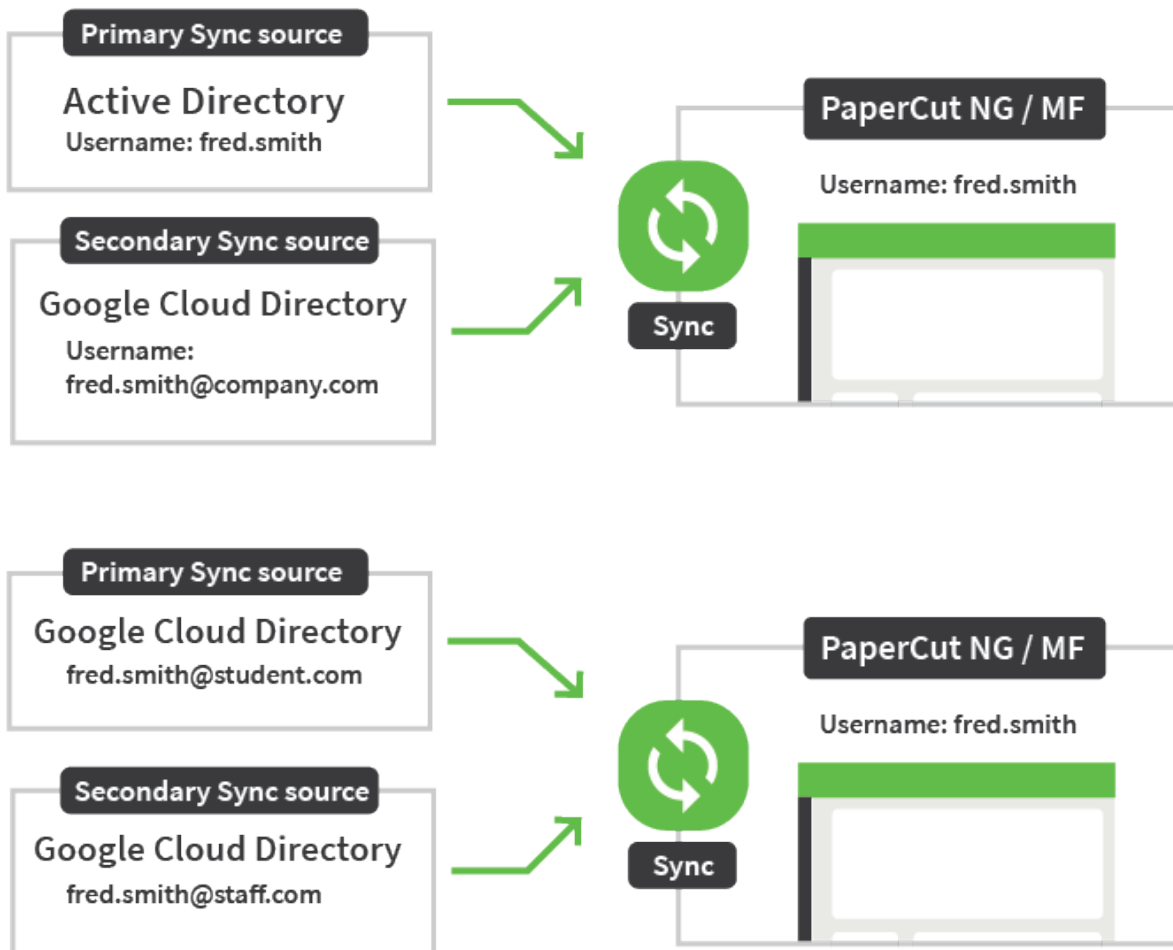 Primary Sync source
Active Directory
Username: fred.smith
Secondary Sync source
Google Cloud Directory
Username:
fred.smith@company.com
PaperCut NG / MF
Username: fred.smith
Sync
Primary Sync source
Google Cloud Directory
fred.smith@student.com
Secondary Sync source
Google Cloud Directory
fred.smith@staff.com
PaperCut NG / MF
Username: fred.smith
Sync